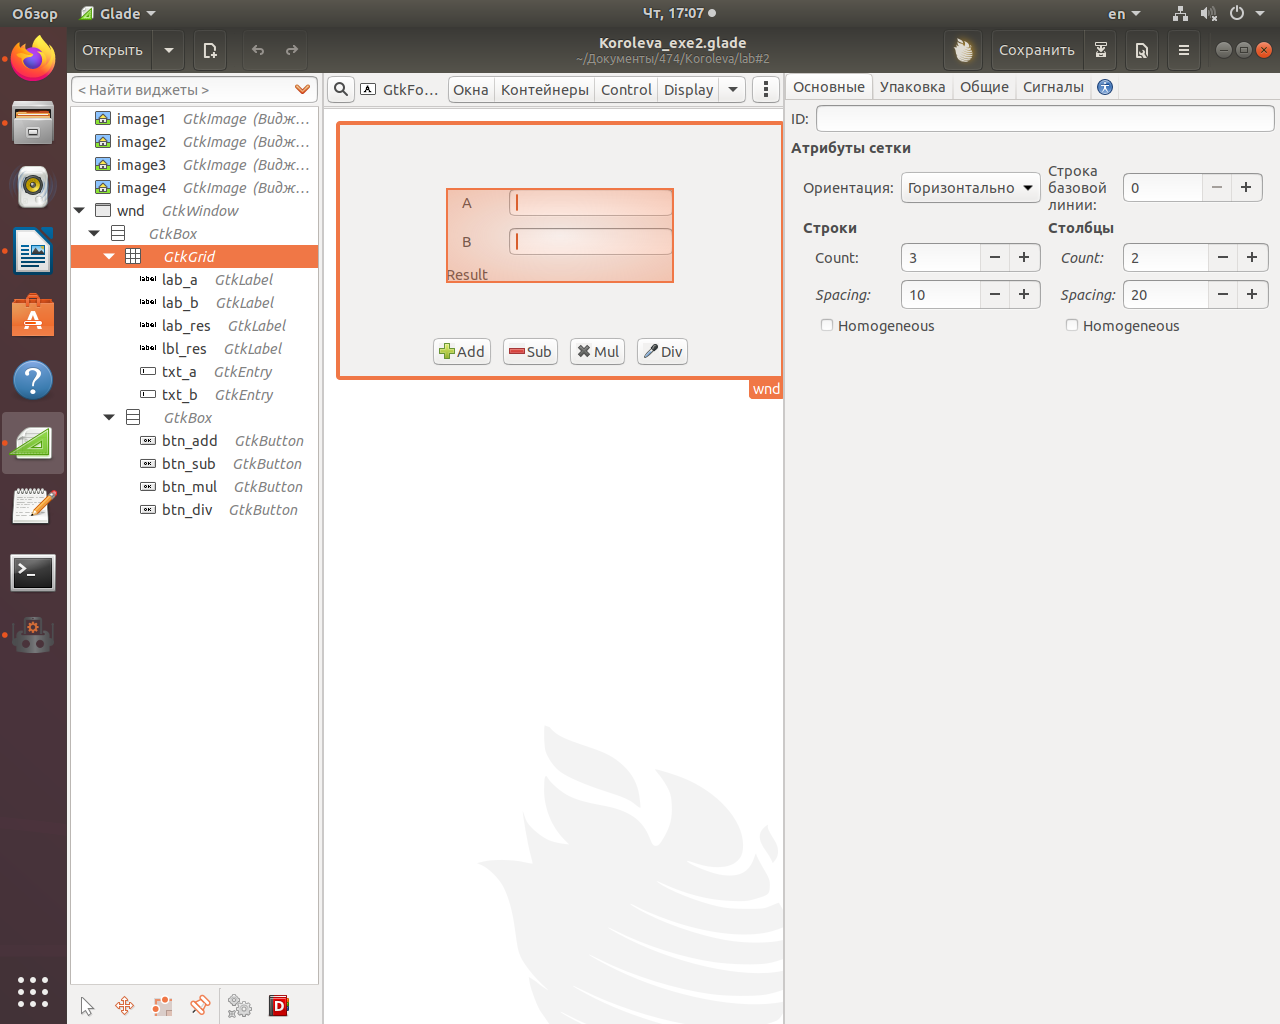 Обзор
Glade
Чт, 17:07
en
Открыть
Koroleva_exe2.glade
~/Документы/474/Koroleva/lab#2
Сохранить
< Найти виджеты >
GtkFo...
Окна
Контейнеры
Control
Display
Основные
Упаковка
Общие
Сигналы
image1 GtkImage (Видж...
image2 GtkImage (Видж...
image3 GtkImage (Видж...
image4 GtkImage (Видж...
wnd GtkWindow
GtkBox
GtkGrid
lab_a GtkLabel
lab_b GtkLabel
lab_res GtkLabel
lbl_res GtkLabel
txt_a GtkEntry
txt_b GtkEntry
GtkBox
btn_add GtkButton
btn_sub GtkButton
btn_mul GtkButton
btn_div GtkButton
A
B
Result
Add
Sub
Mul
Div
wnd
ID:
Атрибуты сетки
Ориентация:
Горизонтально
Строка
базовой
линии:
0
Строки
Столбцы
Count:
3
Count:
2
Spacing:
10
Spacing:
20
Homogeneous
Homogeneous